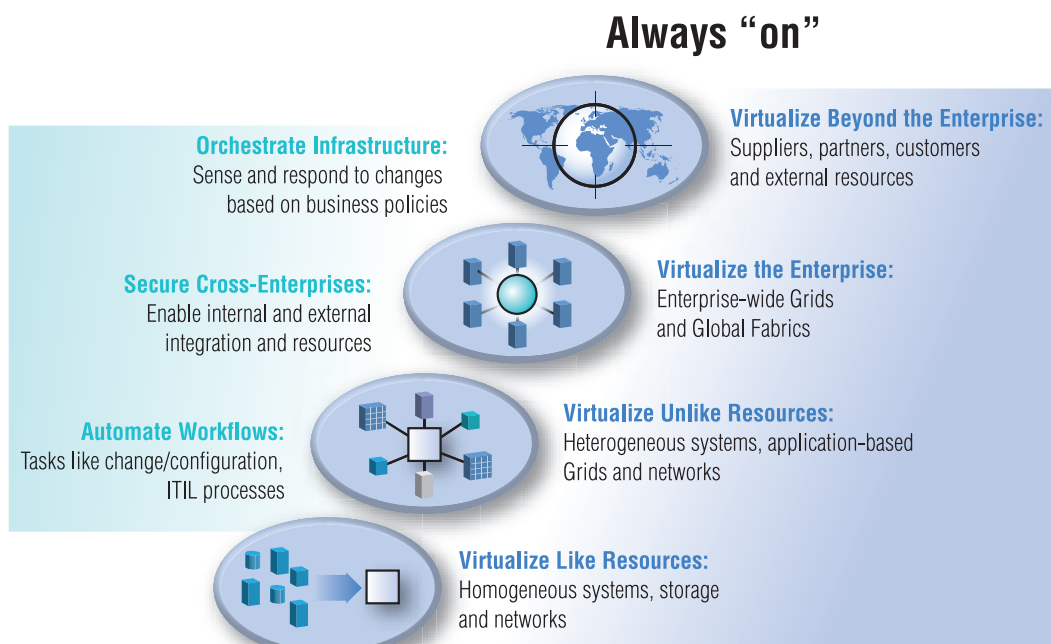 Always “on”
Orchestrate Infrastructure:
Sense and respond to changes
based on business policies
Virtualize Beyond the Enterprise:
Suppliers, partners, customers
and external resources
Secure Cross-Enterprises:
Enable internal and external
integration and resources
Virtualize the Enterprise:
Enterprise-wide Grids
and Global Fabrics
Automate Workflows:
Tasks like change/configuration,
ITIL processes
Virtualize Unlike Resources:
Heterogeneous systems, application-based
Grids and networks
Virtualize Like Resources:
Homogeneous systems, storage
and networks